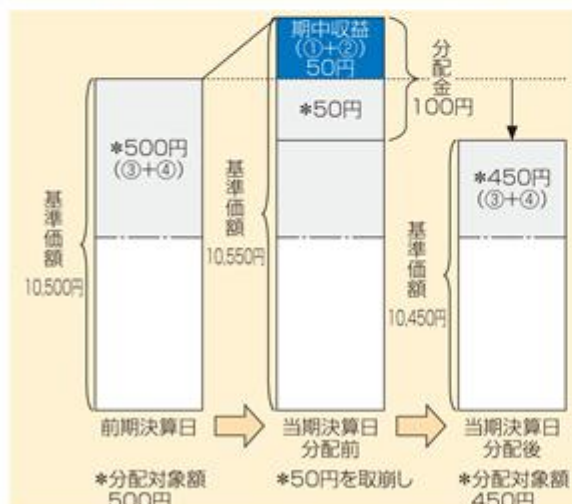 期中収益
(①+②)
50円
*50円
分配金
100円
*500円
(③+④)
基準価額
10,500円
基準価額
10,550円
*450円
(③+④)
基準価額
10,450円
前期決算日
当期決算日
分配前
当期決算日
分配後
*分配対象額
500円
*50円を取崩し
*分配対象額
450円